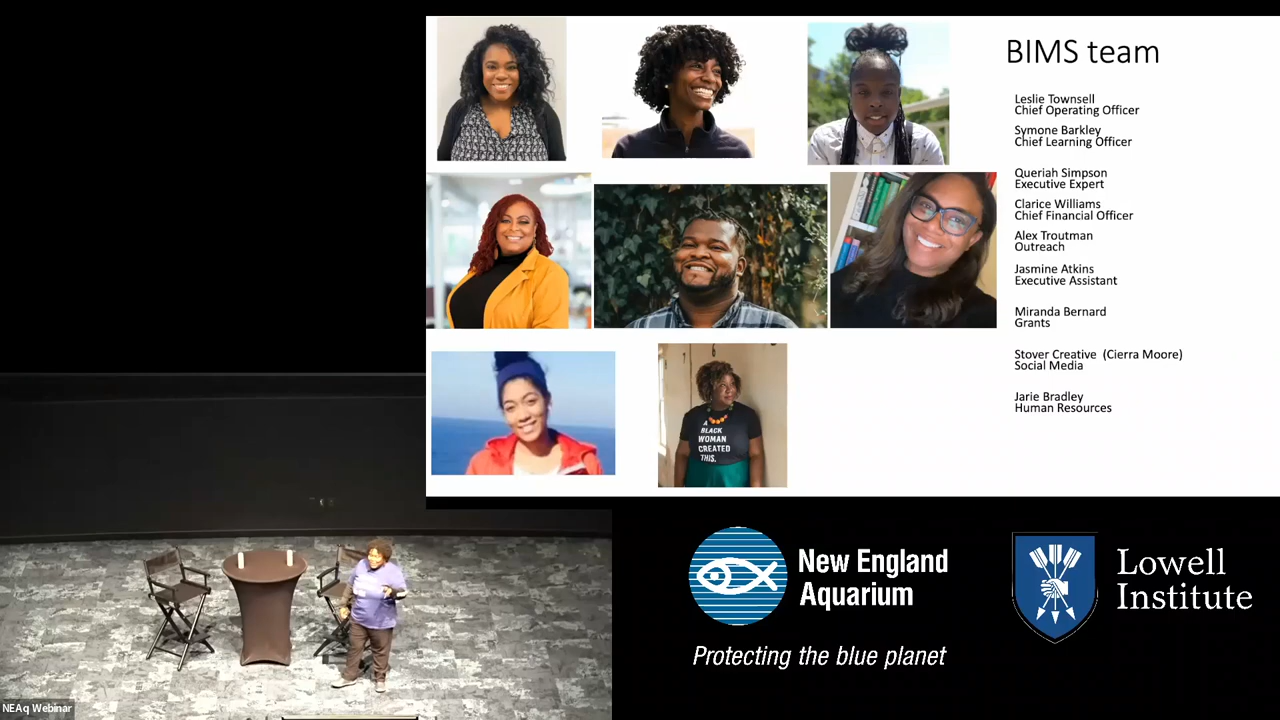 BIMS team
Leslie Townsell
Chief Operating Officer
Symone Barkley
Chief Learning Officer
Queriah Simpson
Executive Expert
Clarice Williams
Chief Financial Officer
Alex Troutman
Outreach
Jasmine Atkins
Executive Assistant
Miranda Bernard
Grants
Stover Creative (Cierra Moore)
Social Media
Jarie Bradley
Human Resources
A
BLACK
WOMAN
CREATED
THIS.
New England
Aquarium
Protecting the blue planet
Lowell
Institute
NEAq Webinar